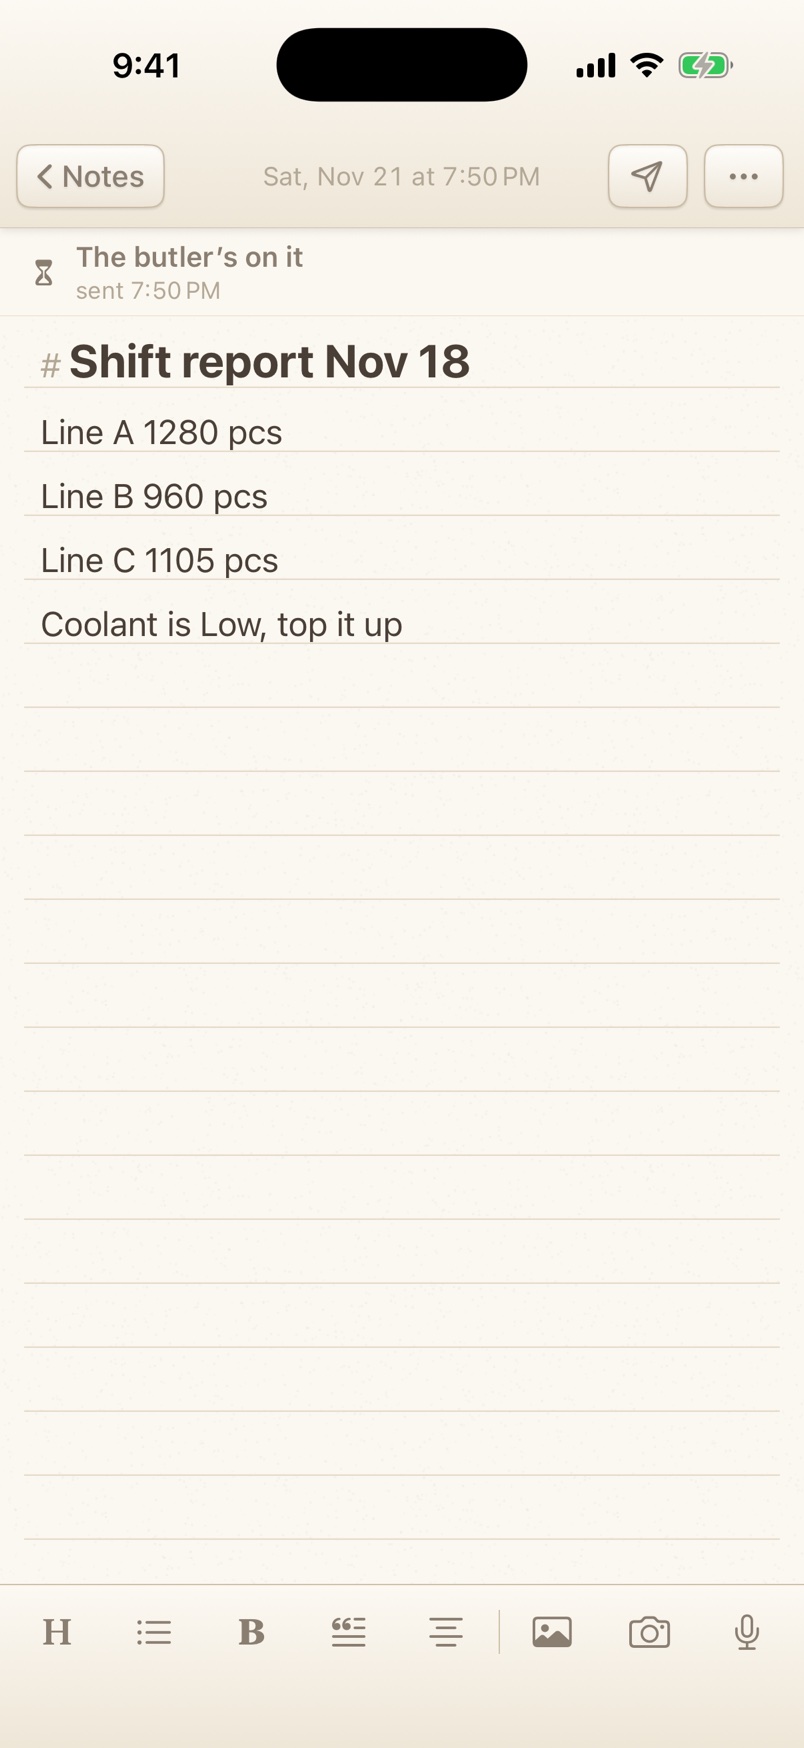 9:41
Notes
Sat, Nov 21 at 7:50 PM
The butler’s on it
sent 7:50 PM
# Shift report Nov 18
Line A 1280 pcs
Line B 960 pcs
Line C 1105 pcs
Coolant is Low, top it up
H
B